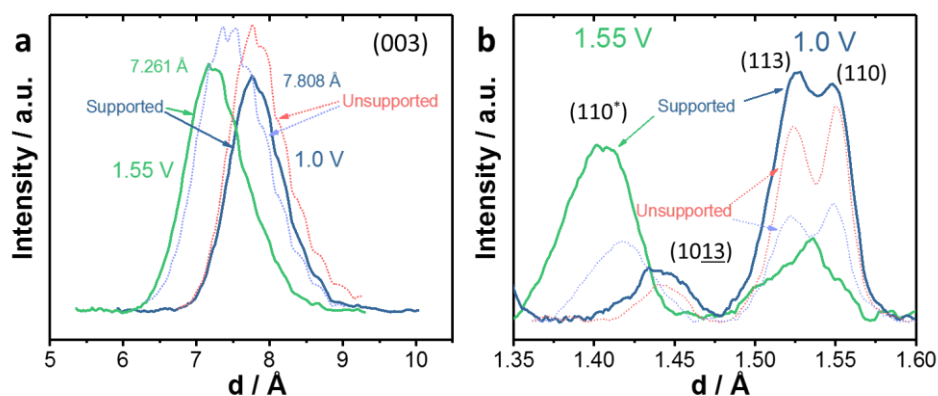 a
(003)
7.261 Å
7.808 Å
Supported
Unsupported
1.55 V
1.0 V
Intensity / a.u.
5 6 7 8 9 10
d / Å
b
1.55 V
1.0 V
(113)
(110)
(110*)
Supported
Unsupported
(1013)
Intensity / a.u.
1.35 1.40 1.45 1.50 1.55 1.60
d / Å